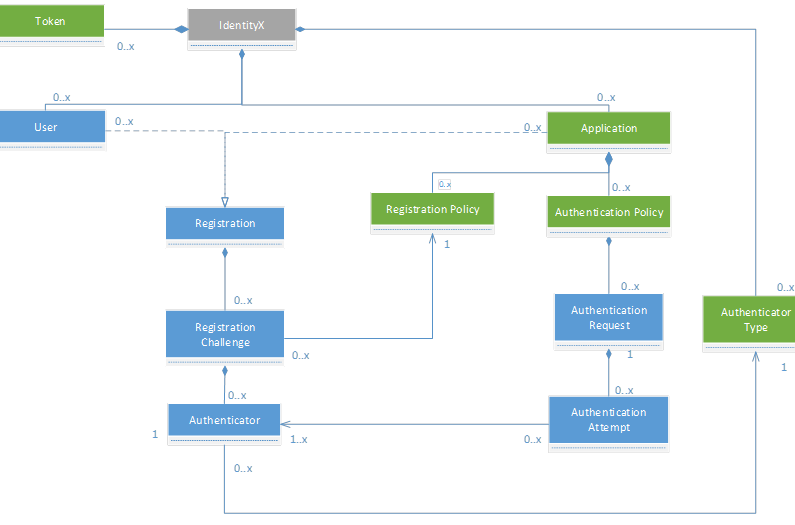 Token
IdentityX
0..x
0..x
0..x
User
0..x
0..x
Application
0..x
0..x
Registration Policy
Authentication Policy
Registration
1
0..x
0..x
0..x
Registration
Challenge
Authentication
Request
Authenticator
Type
0..x
1
1
0..x
0..x
Authenticator
Authentication
Attempt
1
1..x
0..x
0..x